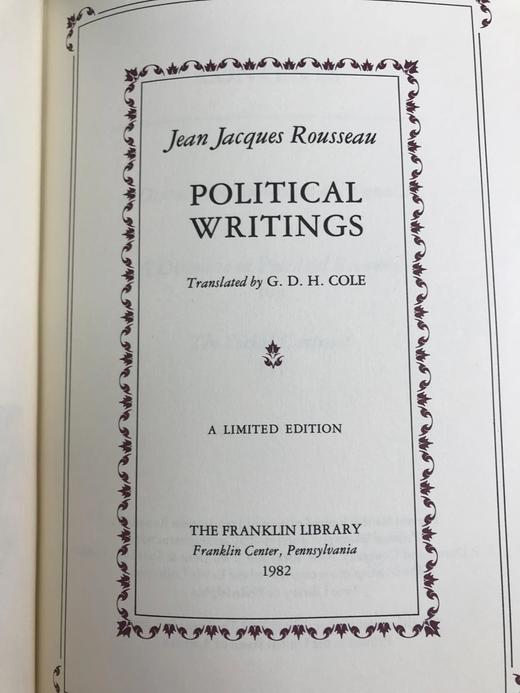 Jean Jacques Rousseau
POLITICAL
WRITINGS
Translated by G. D. H. COLE
A LIMITED EDITION
THE FRANKLIN LIBRARY
Franklin Center, Pennsylvania
1982